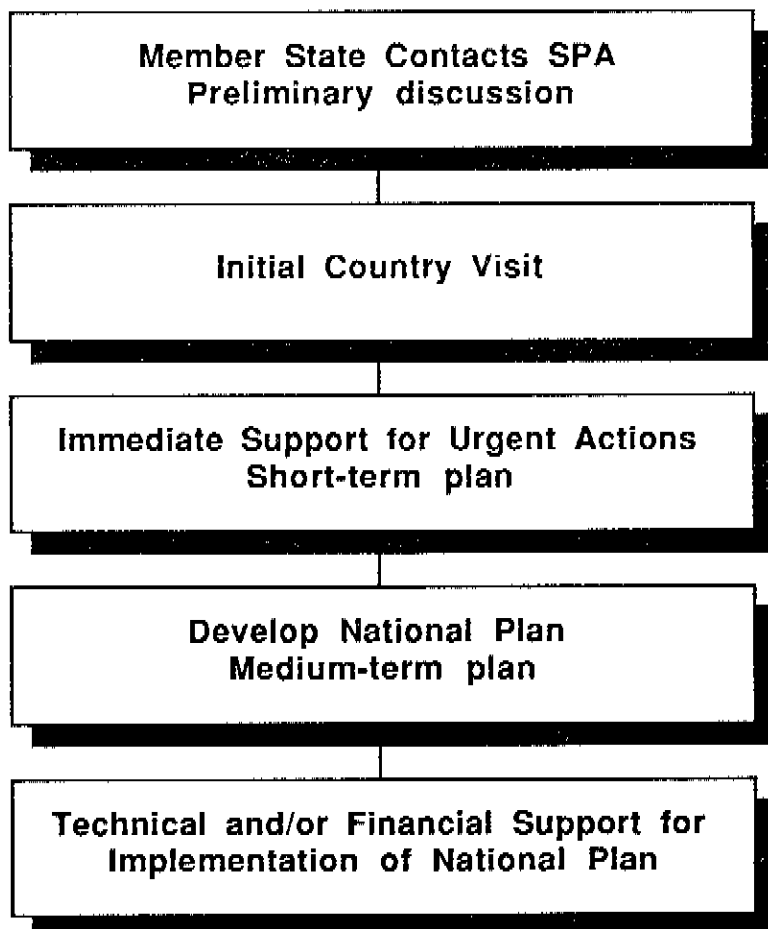 Member State Contacts SPA
Preliminary discussion
Initial Country Visit
Immediate Support for Urgent Actions
Short-term plan
Develop National Plan
Medium-term plan
Technical and/or Financial Support for
Implementation of National Plan